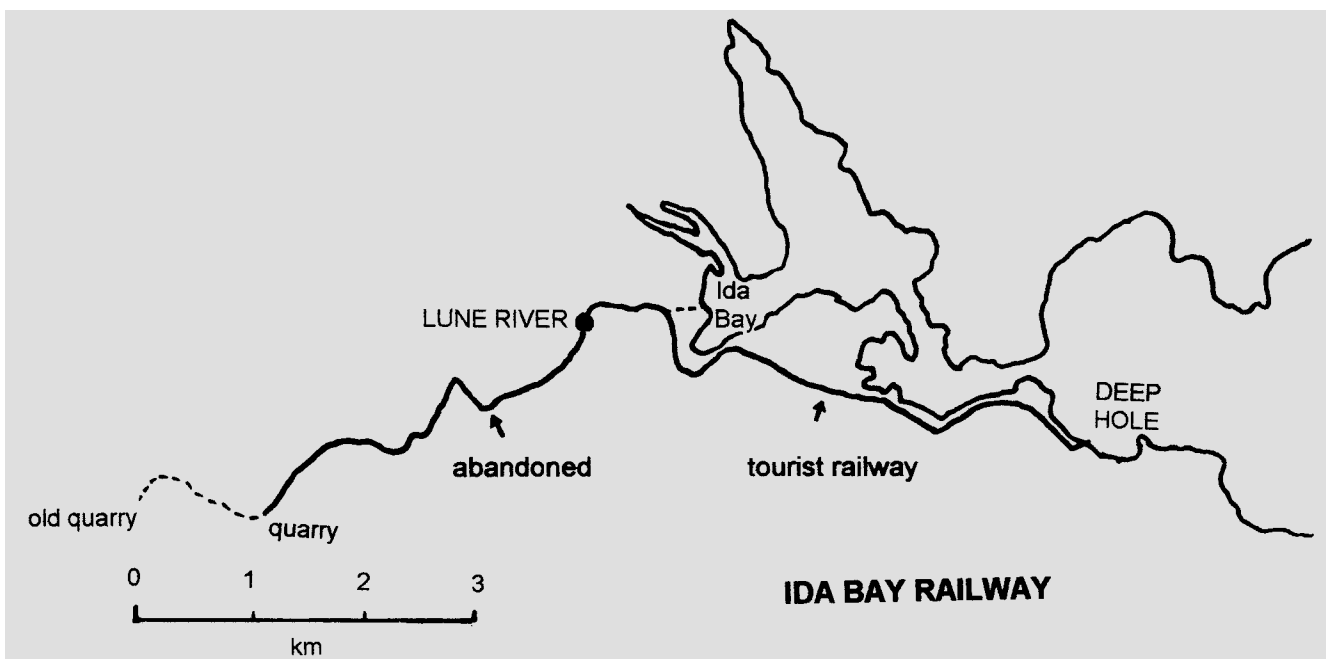 Ida
Bay
LUNE RIVER
DEEP
HOLE
abandoned
tourist railway
old quarry
quarry
0 1 2 3
km
IDA BAY RAILWAY